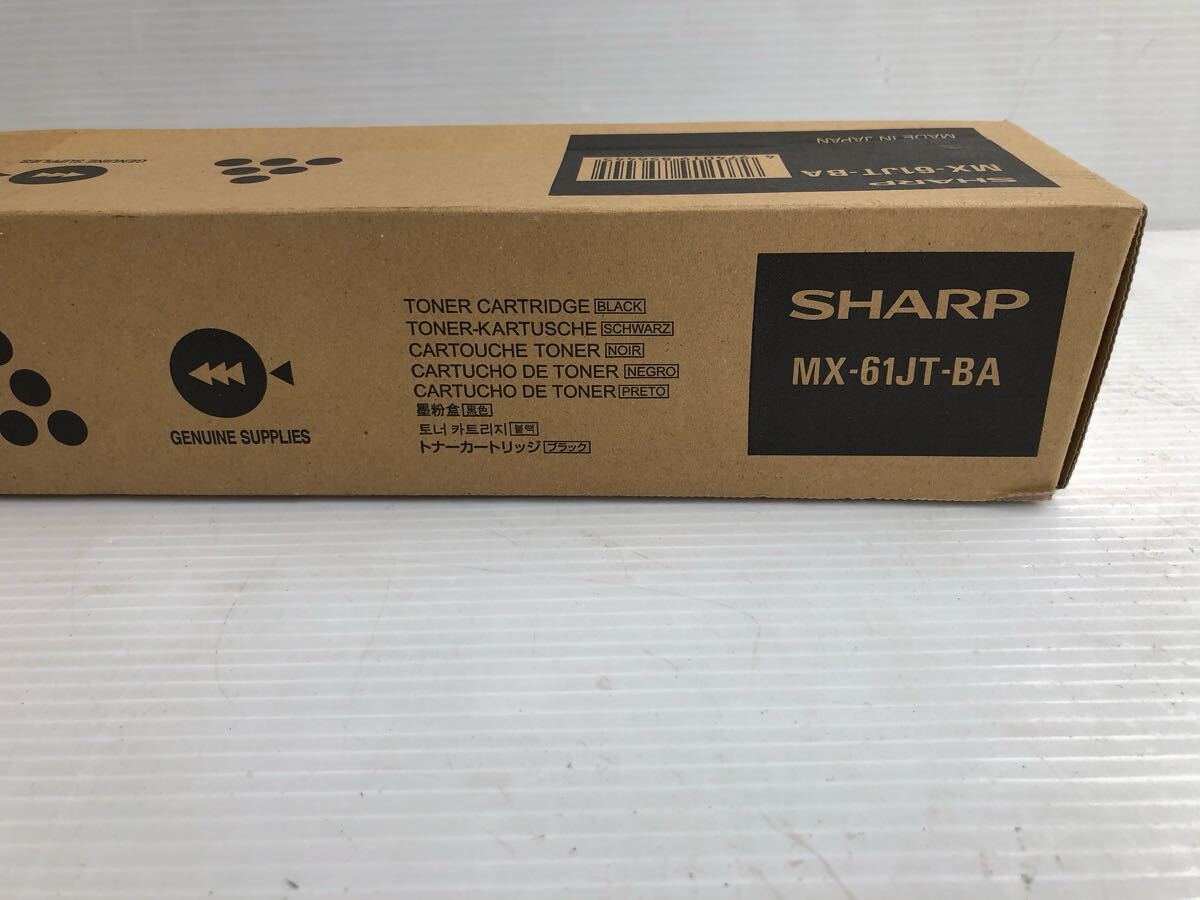 MADE IN JAPAN
SHARP
MX-61JT-BA
GENUINE SUPPLIES
TONER CARTRIDGE BLACK
TONER-KARTUSCHE SCHWARZ
CARTOUCHE TONER NOIR
CARTUCHO DE TONER NEGRO
CARTUCHO DE TONER PRETO
墨粉盒 黑色
토너 카트리지 블랙
トナーカートリッジ ブラック
GENUINE SUPPLIES
SHARP
MX-61JT-BA